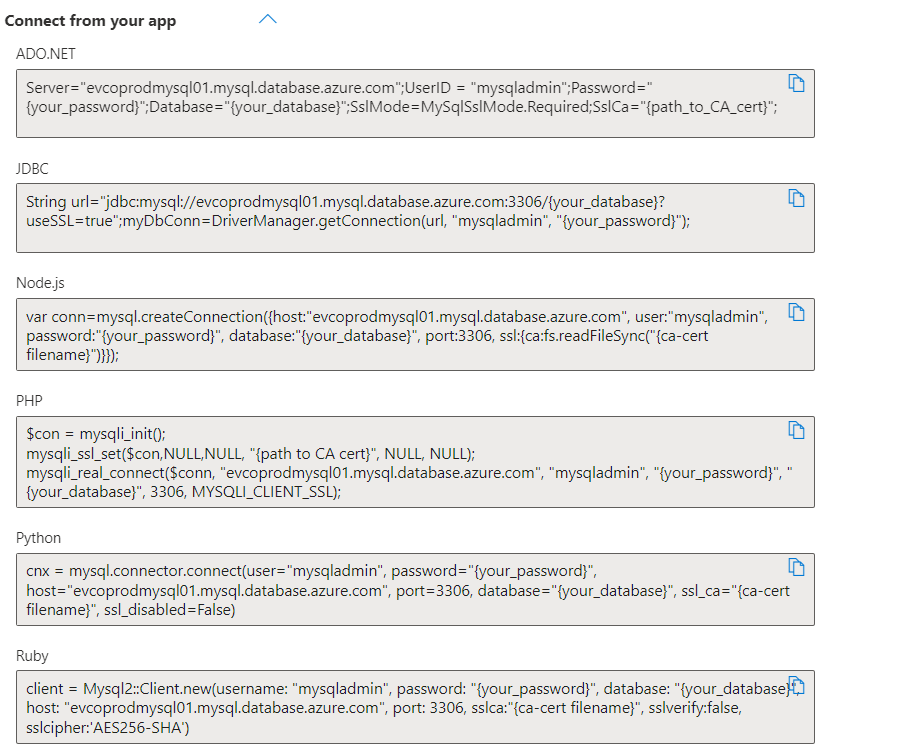 Connect from your app
ADO.NET
Server="evcoprodmysql01.mysql.database.azure.com";UserID = "mysqladmin";Password="
{your_password}";Database="{your_database}";SslMode=MySqlSslMode.Required;SslCa="{path_to_CA_cert}";
JDBC
String url="jdbc:mysql://evcoprodmysql01.mysql.database.azure.com:3306/{your_database}?
useSSL=true";myDbConn=DriverManager.getConnection(url, "mysqladmin", "{your_password}");
Node.js
var conn=mysql.createConnection({host:"evcoprodmysql01.mysql.database.azure.com", user:"mysqladmin",
password:"{your_password}", database:"{your_database}", port:3306, ssl:{ca:fs.readFileSync("{ca-cert
filename}")}});
PHP
$con = mysqli_init();
mysqli_ssl_set($con,NULL,NULL, "{path to CA cert}", NULL, NULL);
mysqli_real_connect($conn, "evcoprodmysql01.mysql.database.azure.com", "mysqladmin", "{your_password}", "
{your_database}", 3306, MYSQLI_CLIENT_SSL);
Python
cnx = mysql.connector.connect(user="mysqladmin", password="{your_password}",
host="evcoprodmysql01.mysql.database.azure.com", port=3306, database="{your_database}", ssl_ca="{ca-cert
filename}", ssl_disabled=False)
Ruby
client = Mysql2::Client.new(username: "mysqladmin", password: "{your_password}", database: "{your_database}",
host: "evcoprodmysql01.mysql.database.azure.com", port: 3306, sslca:"{ca-cert filename}", sslverify:false,
sslcipher:'AES256-SHA')